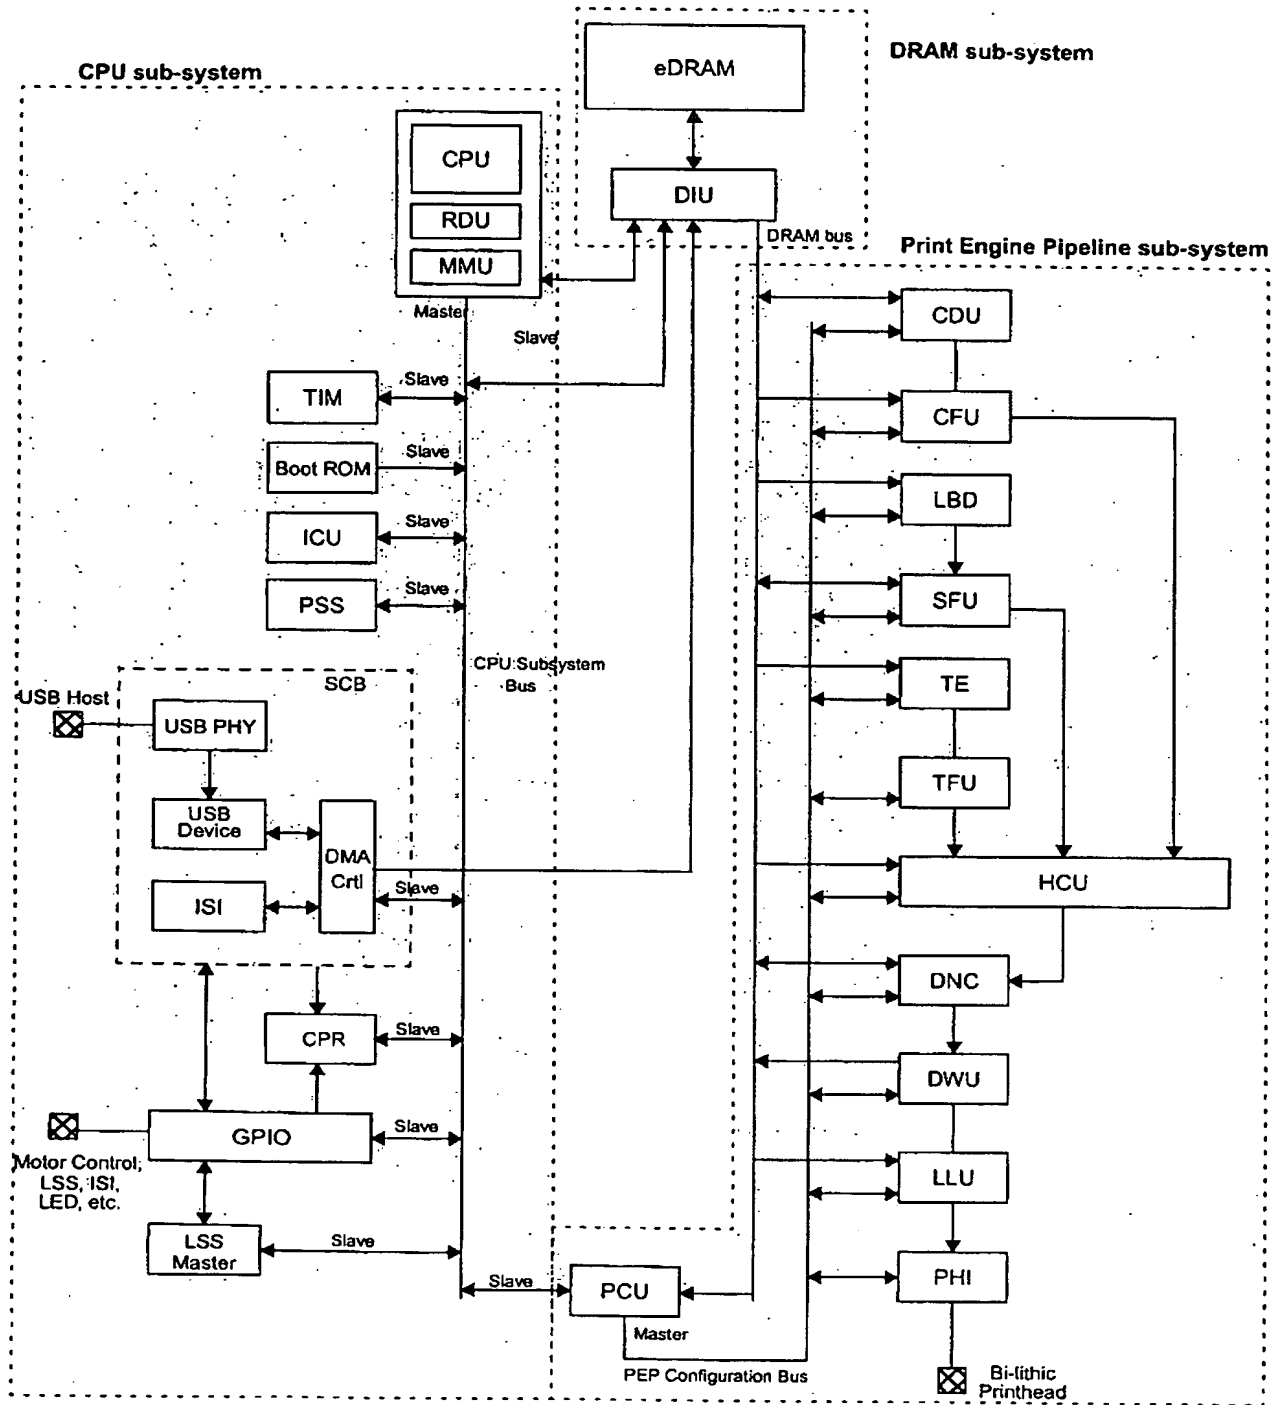 CPU sub-system
DRAM sub-system
eDRAM
DIU
DRAM bus
CPU
RDU
MMU
Master
Slave
Print Engine Pipeline sub-system
TIM
Slave
Boot ROM
Slave
ICU
Slave
PSS
Slave
CPU Subsystem
Bus
SCB
USB Host
USB PHY
USB
Device
ISI
DMA
Crtl
Slave
CPR
Slave
GPIO
Slave
Motor Control,
LSS, ISI,
LED, etc.
LSS
Master
Slave
Slave
PCU
Master
PEP Configuration Bus
CDU
CFU
LBD
SFU
TE
TFU
HCU
DNC
DWU
LLU
PHI
Bi-lithic
Printhead